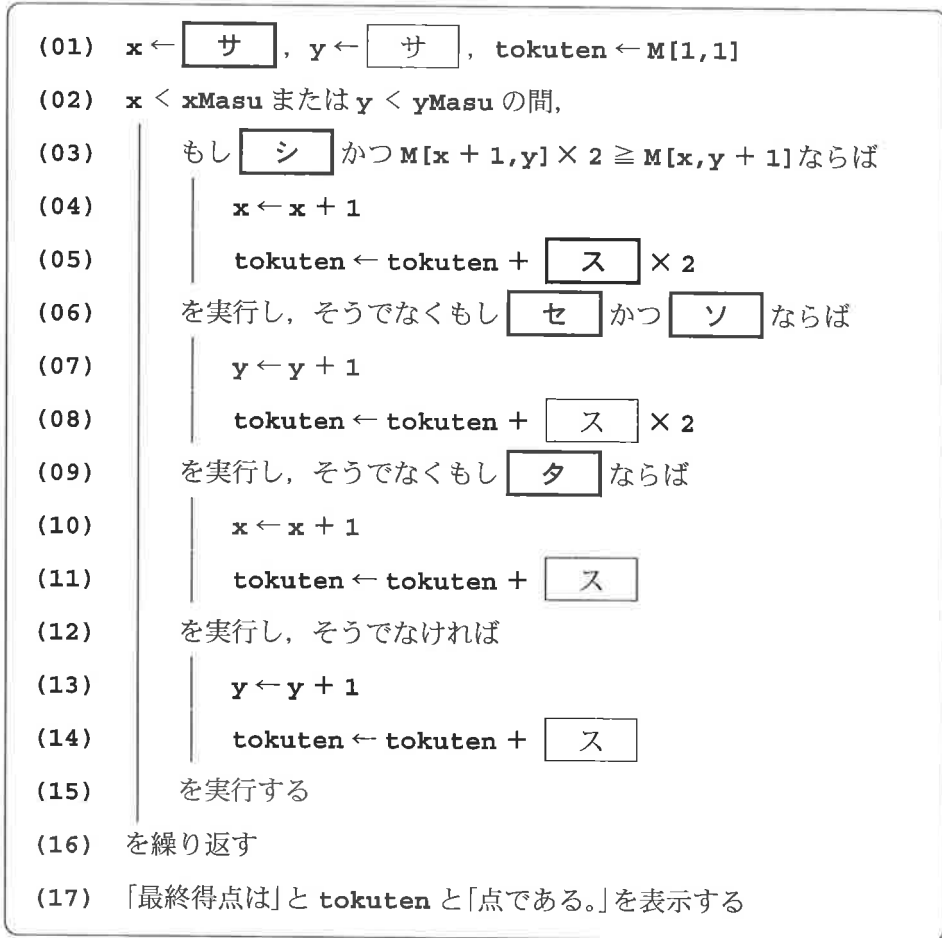 (01) x ← サ , y ← サ , tokuten ← M[1,1]
(02) x < xMasu または y < yMasu の間,
(03) もし シ かつ M[x + 1,y] × 2 ≧ M[x,y + 1] ならば
(04) x ← x + 1
(05) tokuten ← tokuten + ス × 2
(06) を実行し，そうでなくもし セ かつ ソ ならば
(07) y ← y + 1
(08) tokuten ← tokuten + ス × 2
(09) を実行し，そうでなくもし タ ならば
(10) x ← x + 1
(11) tokuten ← tokuten + ス
(12) を実行し，そうでなければ
(13) y ← y + 1
(14) tokuten ← tokuten + ス
(15) を実行する
(16) を繰り返す
(17) 「最終得点は」と tokuten と「点である。」を表示する